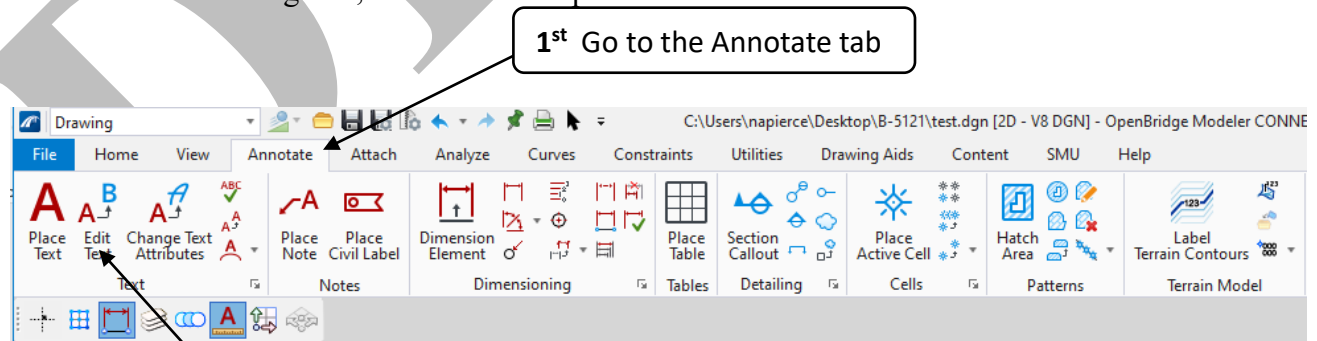 1st Go to the Annotate tab
Drawing
C:\Users\napierce\Desktop\B-5121\test.dgn [2D - V8 DGN] - OpenBridge Modeler CONNE
File Home View Annotate Attach Analyze Curves Constraints Utilities Drawing Aids Content SMU Help
Place Text
Edit Text
Change Text Attributes
Place Note
Place Civil Label
Dimension Element
Place Table
Section Callout
Place Active Cell
Hatch Area
Label Terrain Contours
Text Notes Dimensioning Tables Detailing Cells Patterns Terrain Model